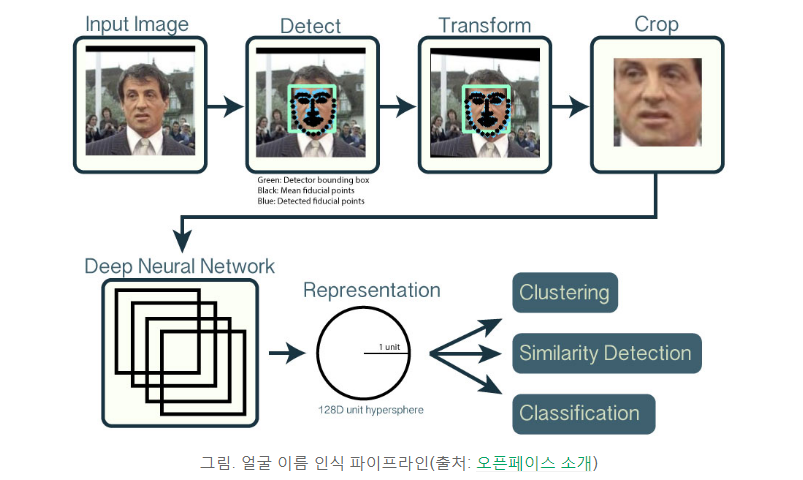 Input Image
Detect
Transform
Crop
Green: Detector bounding box
Black: Mean fiducial points
Blue: Detected fiducial points
Deep Neural Network
Representation
1 unit
128D unit hypersphere
Clustering
Similarity Detection
Classification
그림. 얼굴 이름 인식 파이프라인(출처: 오픈페이스 소개)